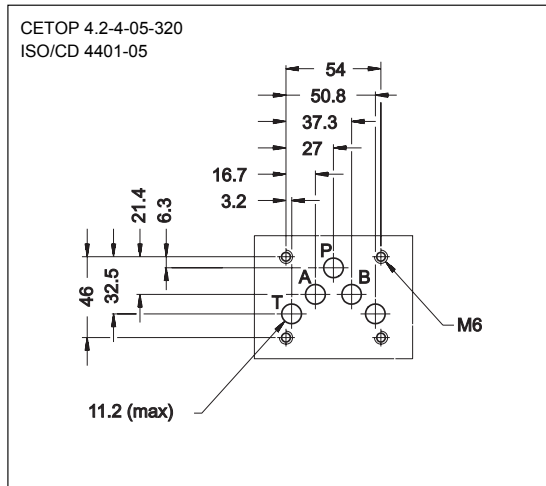 CETOP 4.2-4-05-320
ISO/CD 4401-05
54
50.8
37.3
27
16.7
3.2
21.4
6.3
46
32.5
P
A
B
T
M6
11.2 (max)